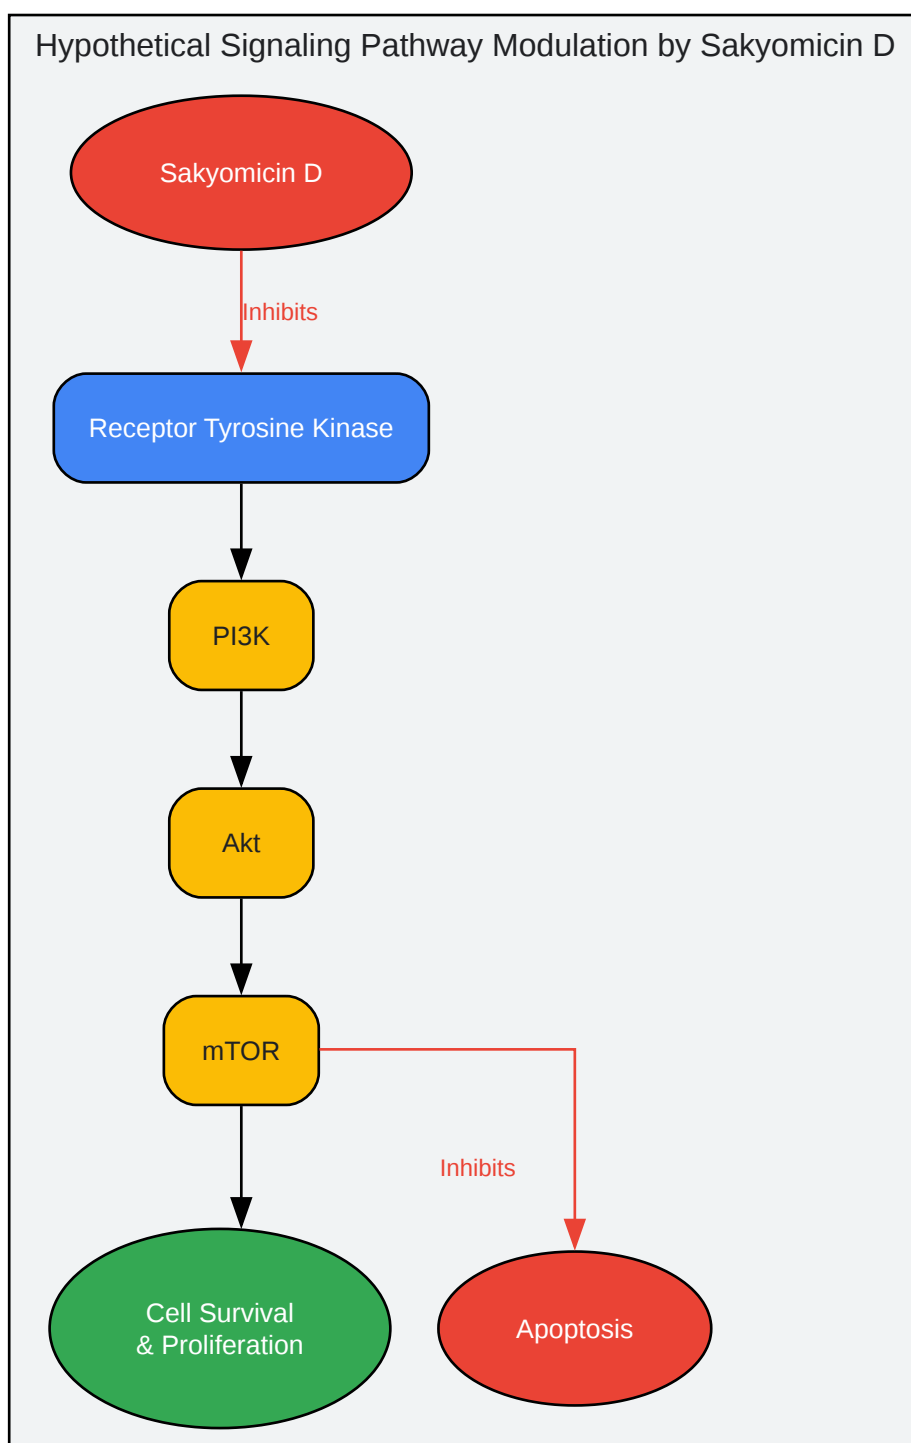 Hypothetical Signaling Pathway Modulation by Sakyomicin D
Sakyomicin D
Inhibits
Receptor Tyrosine Kinase
PI3K
Akt
mTOR
Inhibits
Cell Survival
& Proliferation
Apoptosis